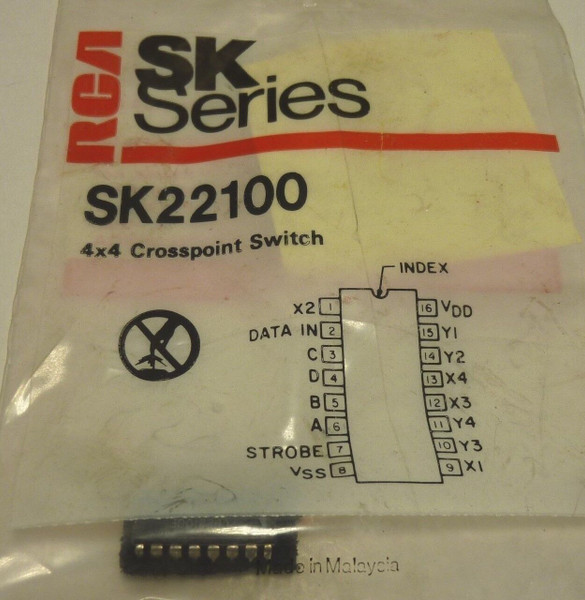 RCA
SK
Series
SK22100
4x4 Crosspoint Switch
INDEX
X2 1 16 VDD
DATA IN 2 15 Y1
C 3 14 Y2
D 4 13 X4
B 5 12 X3
A 6 11 Y4
STROBE 7 10 Y3
VSS 8 9 X1
Made in Malaysia